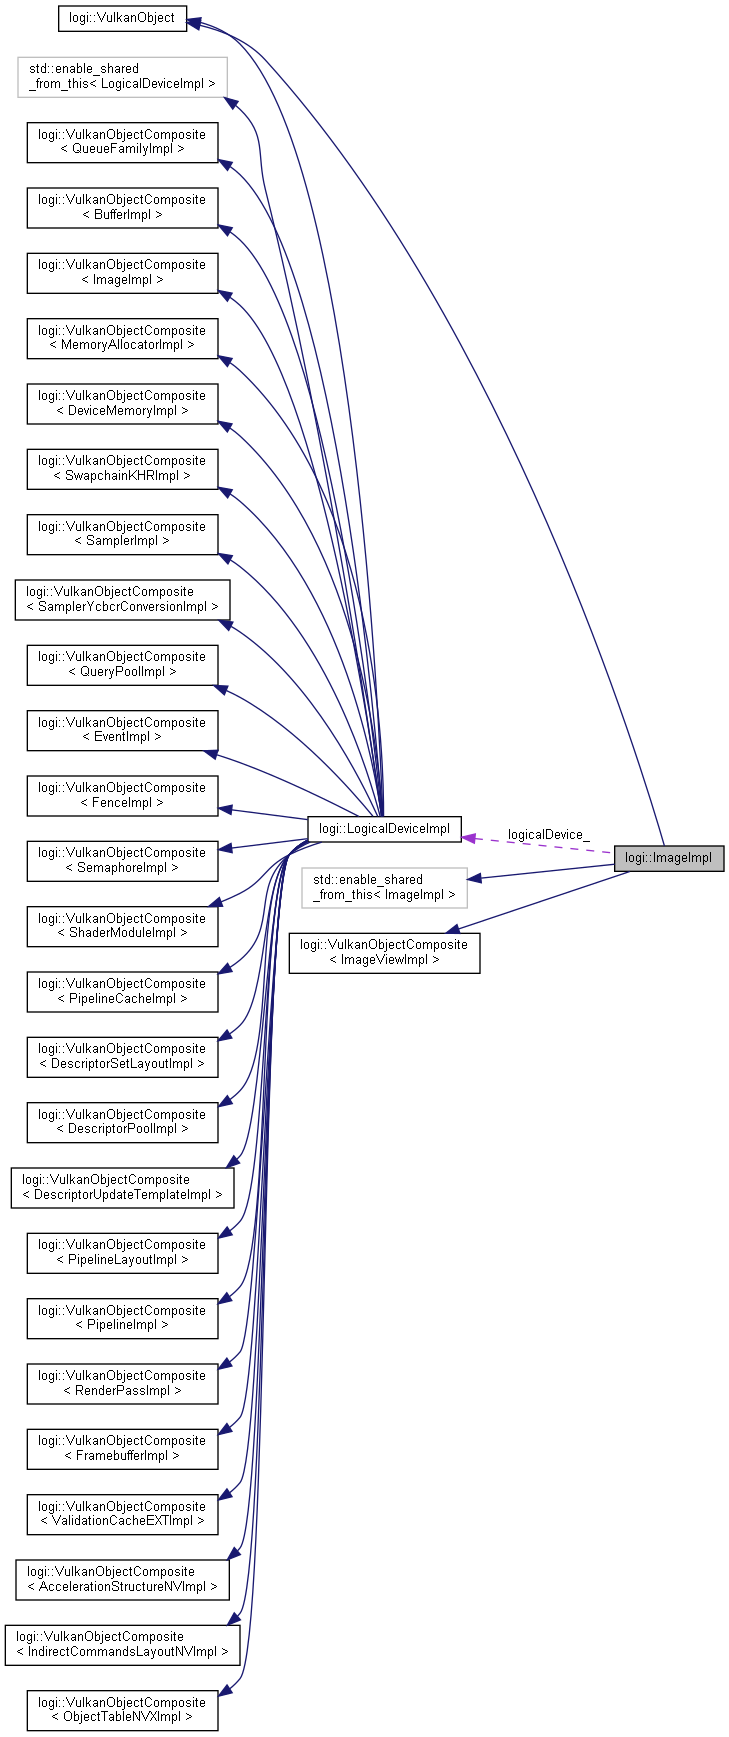 logi::VulkanObject
std::enable_shared
_from_this< LogicalDeviceImpl >
logi::VulkanObjectComposite
< QueueFamilyImpl >
logi::VulkanObjectComposite
< BufferImpl >
logi::VulkanObjectComposite
< ImageImpl >
logi::VulkanObjectComposite
< MemoryAllocatorImpl >
logi::VulkanObjectComposite
< DeviceMemoryImpl >
logi::VulkanObjectComposite
< SwapchainKHRImpl >
logi::VulkanObjectComposite
< SamplerImpl >
logi::VulkanObjectComposite
< SamplerYcbcrConversionImpl >
logi::VulkanObjectComposite
< QueryPoolImpl >
logi::VulkanObjectComposite
< EventImpl >
logi::VulkanObjectComposite
< FenceImpl >
logi::LogicalDeviceImpl
logicalDevice_
logi::ImageImpl
logi::VulkanObjectComposite
< SemaphoreImpl >
std::enable_shared
_from_this< ImageImpl >
logi::VulkanObjectComposite
< ShaderModuleImpl >
logi::VulkanObjectComposite
< ImageViewImpl >
logi::VulkanObjectComposite
< PipelineCacheImpl >
logi::VulkanObjectComposite
< DescriptorSetLayoutImpl >
logi::VulkanObjectComposite
< DescriptorPoolImpl >
logi::VulkanObjectComposite
< DescriptorUpdateTemplateImpl >
logi::VulkanObjectComposite
< PipelineLayoutImpl >
logi::VulkanObjectComposite
< PipelineImpl >
logi::VulkanObjectComposite
< RenderPassImpl >
logi::VulkanObjectComposite
< FramebufferImpl >
logi::VulkanObjectComposite
< ValidationCacheEXTImpl >
logi::VulkanObjectComposite
< AccelerationStructureNVImpl >
logi::VulkanObjectComposite
< IndirectCommandsLayoutNVImpl >
logi::VulkanObjectComposite
< ObjectTableNVXImpl >